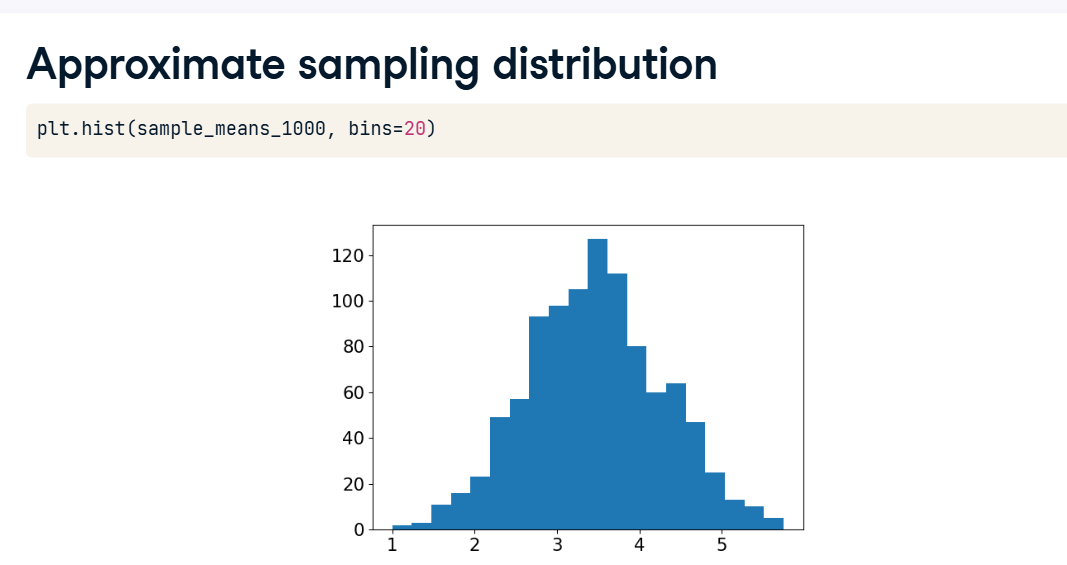 Approximate sampling distribution
plt.hist(sample_means_1000, bins=20)
120
100
80
60
40
20
0
1 2 3 4 5